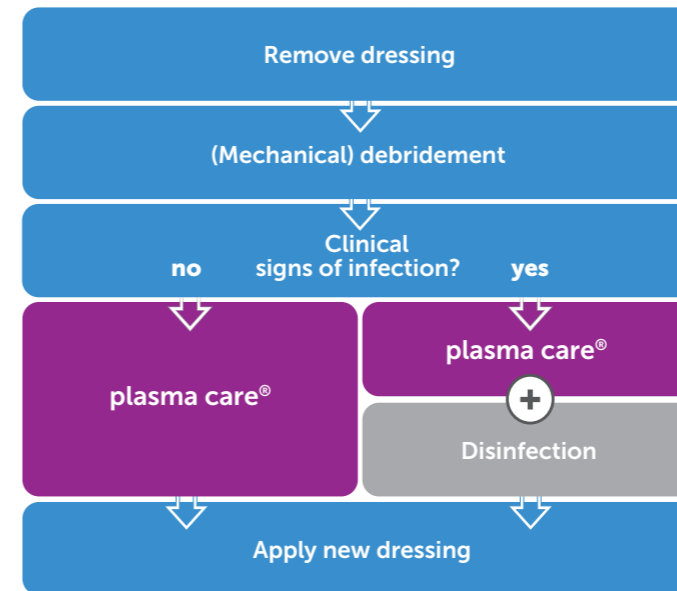 Remove dressing
(Mechanical) debridement
Clinical
no signs of infection? yes
plasma care®
plasma care®
+
Disinfection
Apply new dressing